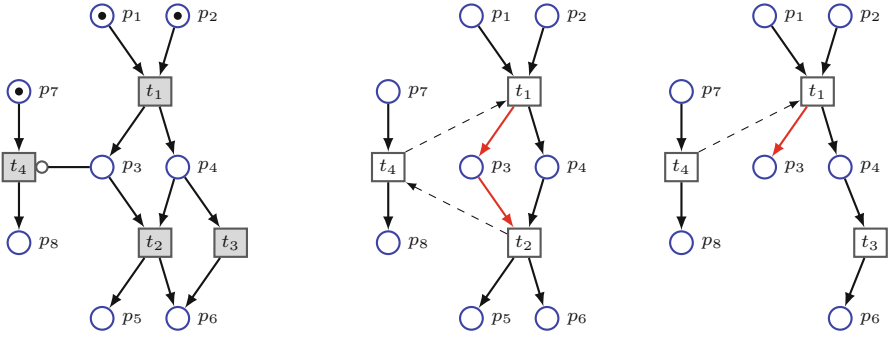 p₁ p₂ p₁ p₂ p₁ p₂
p₇ t₁ p₇ t₁ p₇ t₁
t₄ p₃ p₄ t₄ p₃ p₄ t₄ p₃ p₄
p₈ t₂ t₃ p₈ t₂ p₈ t₃
p₅ p₆ p₅ p₆ p₆